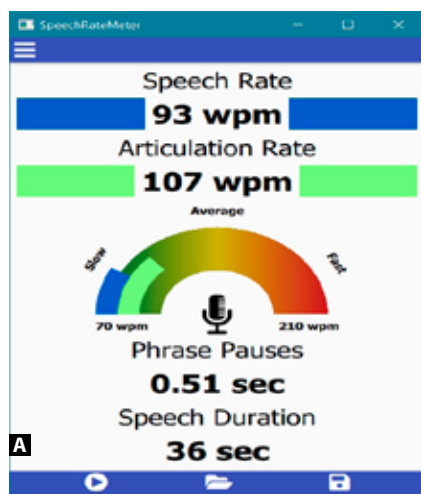 SpeechRateMeter
Speech Rate
93 wpm
Articulation Rate
107 wpm
Average
Slow
Fast
70 wpm
210 wpm
Phrase Pauses
0.51 sec
Speech Duration
36 sec
A